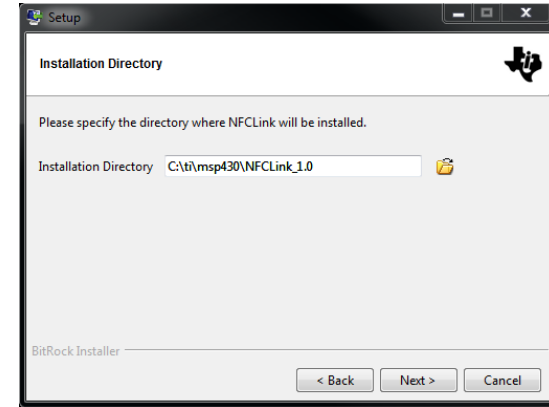 Setup
Installation Directory
Please specify the directory where NFCLink will be installed.
Installation Directory C:\ti\msp430\NFCLink_1.0
BitRock Installer
< Back Next > Cancel